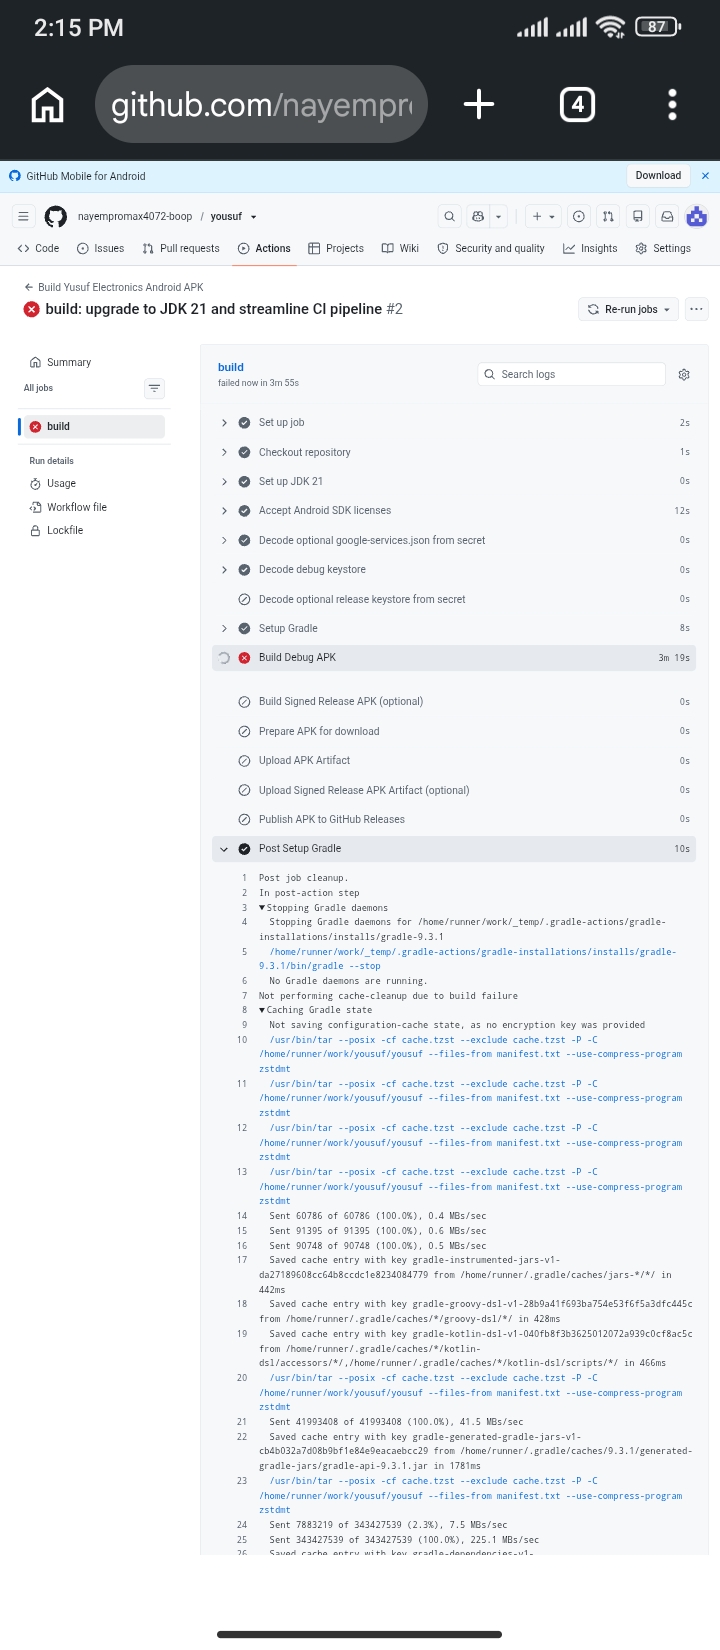 2:15 PM
87
github.com/nayempr
4
GitHub Mobile for Android
Download
nayempromax4072-boop / yousuf
Code
Issues
Pull requests
Actions
Projects
Wiki
Security and quality
Insights
Settings
Build Yusuf Electronics Android APK
build: upgrade to JDK 21 and streamline CI pipeline #2
Re-run jobs
Summary
All jobs
build
Run details
Usage
Workflow file
Lockfile
build
failed now in 3m 55s
Search logs
Set up job 2s
Checkout repository 1s
Set up JDK 21 0s
Accept Android SDK licenses 12s
Decode optional google-services.json from secret 0s
Decode debug keystore 0s
Decode optional release keystore from secret 0s
Setup Gradle 8s
Build Debug APK 3m 19s
Build Signed Release APK (optional) 0s
Prepare APK for download 0s
Upload APK Artifact 0s
Upload Signed Release APK Artifact (optional) 0s
Publish APK to GitHub Releases 0s
Post Setup Gradle 10s
1 Post job cleanup.
2 In post-action step
3 ▼Stopping Gradle daemons
4 Stopping Gradle daemons for /home/runner/work/_temp/.gradle-actions/gradle-
installations/installs/gradle-9.3.1
5 /home/runner/work/_temp/.gradle-actions/gradle-installations/installs/gradle-
9.3.1/bin/gradle --stop
6 No Gradle daemons are running.
7 Not performing cache-cleanup due to build failure
8 ▼Caching Gradle state
9 Not saving configuration-cache state, as no encryption key was provided
10 /usr/bin/tar --posix -cf cache.tzst --exclude cache.tzst -P -C
/home/runner/work/yousuf/yousuf --files-from manifest.txt --use-compress-program
zstdmt
11 /usr/bin/tar --posix -cf cache.tzst --exclude cache.tzst -P -C
/home/runner/work/yousuf/yousuf --files-from manifest.txt --use-compress-program
zstdmt
12 /usr/bin/tar --posix -cf cache.tzst --exclude cache.tzst -P -C
/home/runner/work/yousuf/yousuf --files-from manifest.txt --use-compress-program
zstdmt
13 /usr/bin/tar --posix -cf cache.tzst --exclude cache.tzst -P -C
/home/runner/work/yousuf/yousuf --files-from manifest.txt --use-compress-program
zstdmt
14 Sent 60786 of 60786 (100.0%), 0.4 MBs/sec
15 Sent 91395 of 91395 (100.0%), 0.6 MBs/sec
16 Sent 90748 of 90748 (100.0%), 0.5 MBs/sec
17 Saved cache entry with key gradle-instrumented-jars-v1-
da27189608cc64b8ccdc1e8234084779 from /home/runner/.gradle/caches/jars-*/*/ in
442ms
18 Saved cache entry with key gradle-groovy-dsl-v1-28b9a41f693ba754e53f6f5a3dfc445c
from /home/runner/.gradle/caches/*/groovy-dsl/*/ in 428ms
19 Saved cache entry with key gradle-kotlin-dsl-v1-040fb8f3b3625012072a939c0cf8ac5c
from /home/runner/.gradle/caches/*/kotlin-
dsl/accessors/*/,/home/runner/.gradle/caches/*/kotlin-dsl/scripts/*/ in 466ms
20 /usr/bin/tar --posix -cf cache.tzst --exclude cache.tzst -P -C
/home/runner/work/yousuf/yousuf --files-from manifest.txt --use-compress-program
zstdmt
21 Sent 41993408 of 41993408 (100.0%), 41.5 MBs/sec
22 Saved cache entry with key gradle-generated-gradle-jars-v1-
cb4b032a7d08b9bf1e84e9eacaebcc29 from /home/runner/.gradle/caches/9.3.1/generated-
gradle-jars/gradle-api-9.3.1.jar in 1781ms
23 /usr/bin/tar --posix -cf cache.tzst --exclude cache.tzst -P -C
/home/runner/work/yousuf/yousuf --files-from manifest.txt --use-compress-program
zstdmt
24 Sent 7883219 of 343427539 (2.3%), 7.5 MBs/sec
25 Sent 343427539 of 343427539 (100.0%), 225.1 MBs/sec
26 Saved cache entry with key gradle-dependencies-v1-